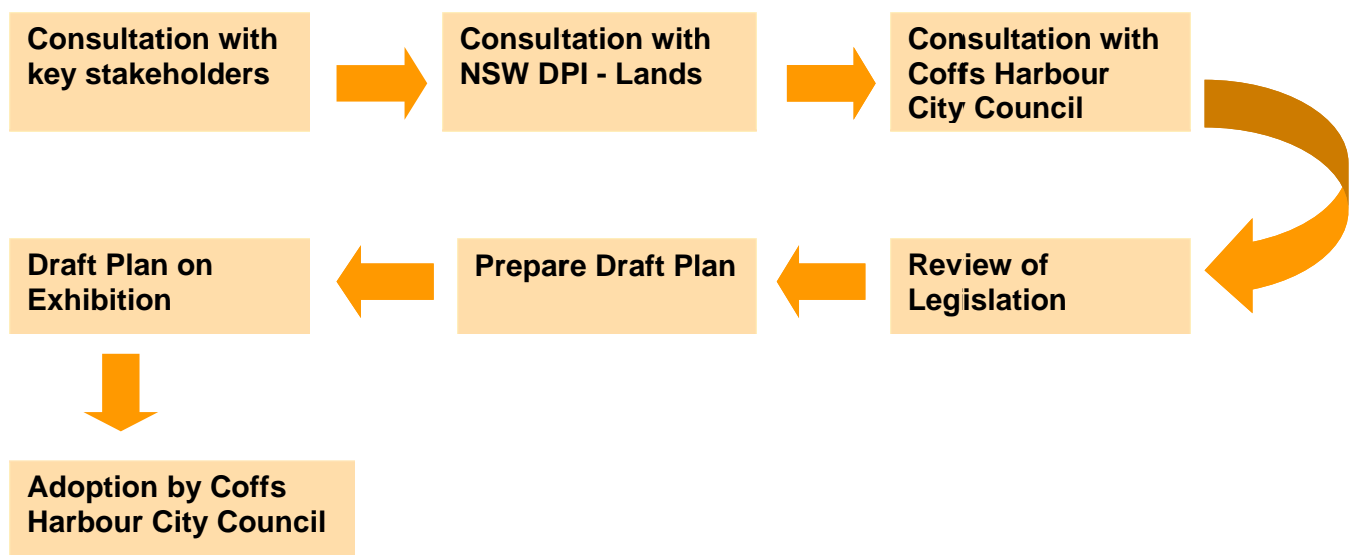 Consultation with
key stakeholders
Consultation with
NSW DPI - Lands
Consultation with
Coffs Harbour
City Council
Review of
Legislation
Prepare Draft Plan
Draft Plan on
Exhibition
Adoption by Coffs
Harbour City Council